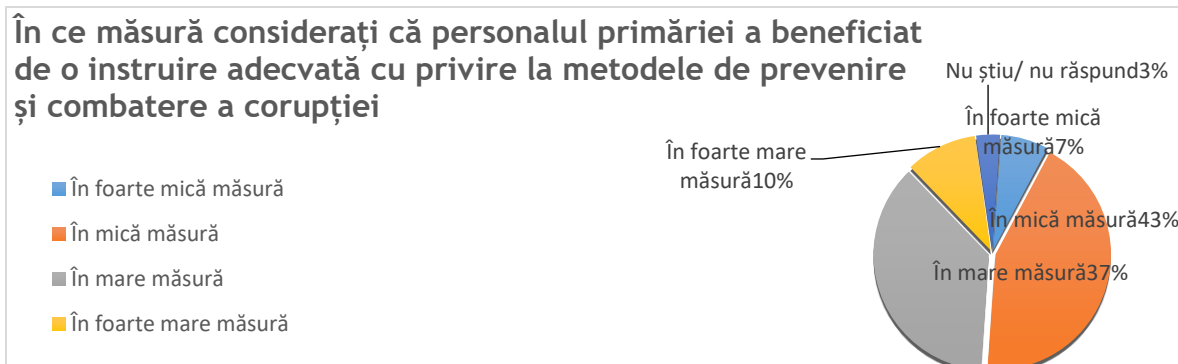 În ce măsură considerați că personalul primăriei a beneficiat
de o instruire adecvată cu privire la metodele de prevenire
și combatere a corupției
Nu știu/ nu răspund3%
În foarte mică
măsură7%
În foarte mare
măsură10%
În mică măsură43%
În mare măsură37%
În foarte mică măsură
În mică măsură
În mare măsură
În foarte mare măsură